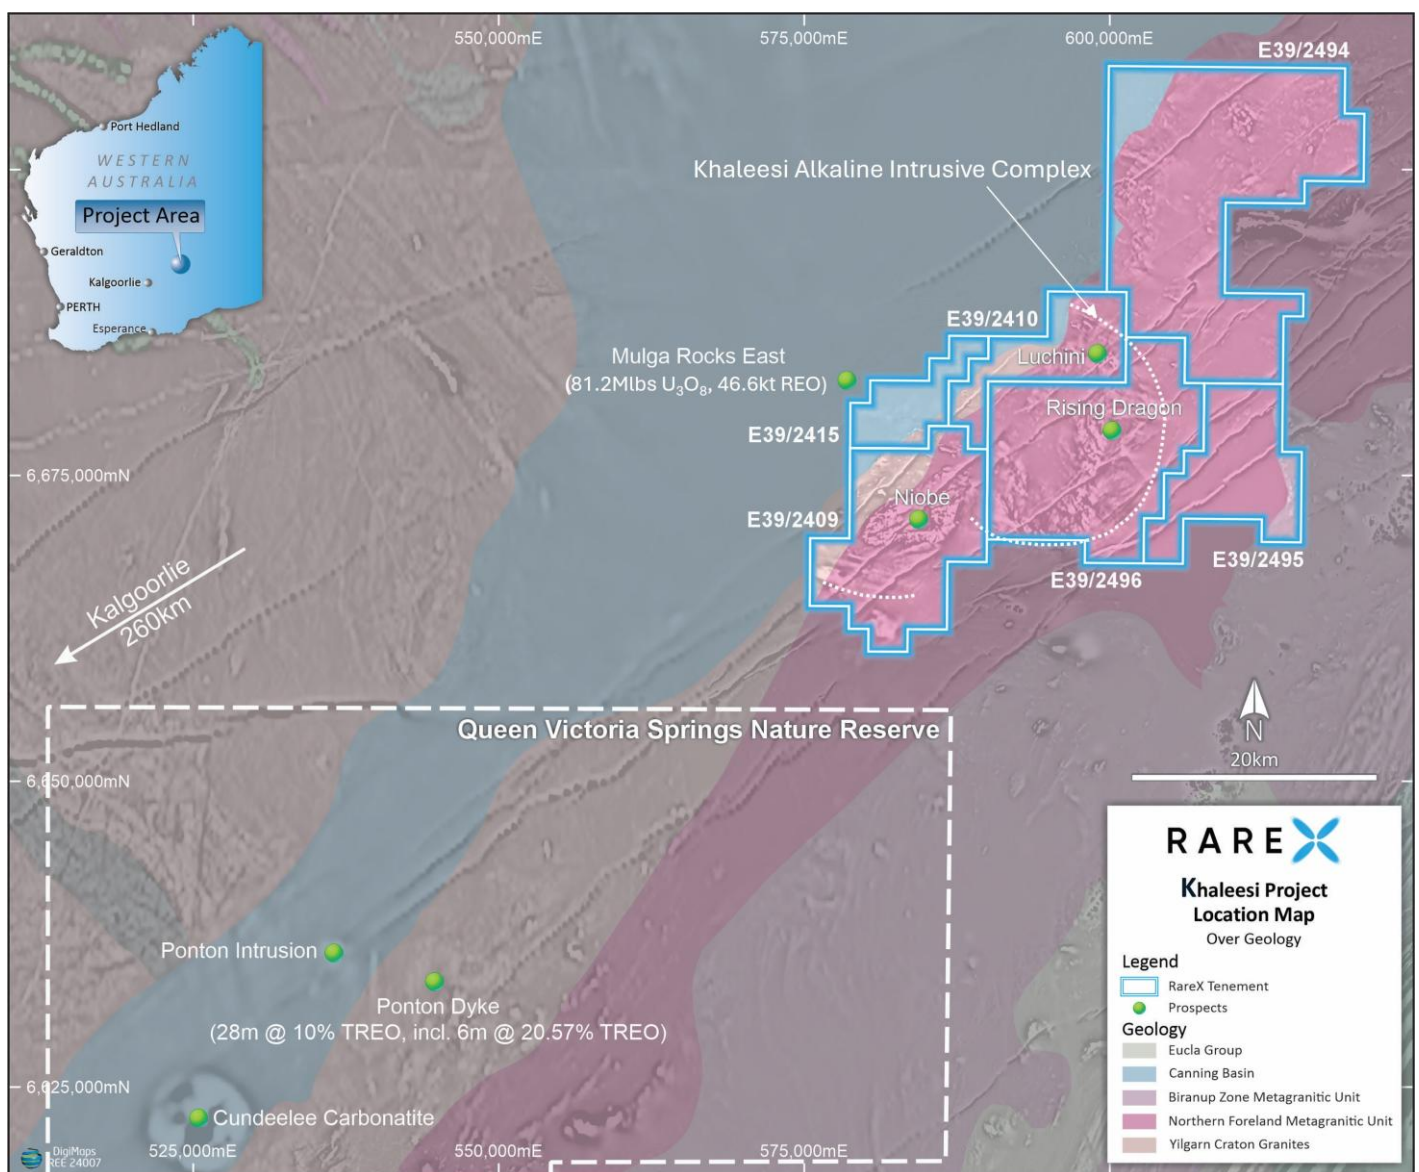 550,000mE
575,000mE
600,000mE
E39/2494
Port Hedland
WESTERN
AUSTRALIA
Project Area
Geraldton
Kalgoorlie
PERTH
Esperance
Khaleesi Alkaline Intrusive Complex
E39/2410
Luchini
Mulga Rocks East
(81.2Mlbs U₃O₈, 46.6kt REO)
Rising Dragon
E39/2415
6,675,000mN
Niobe
E39/2409
E39/2495
E39/2496
Kalgoorlie
260km
Queen Victoria Springs Nature Reserve
N
20km
6,650,000mN
RAREX
Khaleesi Project
Location Map
Over Geology
Legend
RareX Tenement
Prospects
Geology
Eucla Group
Canning Basin
Biranup Zone Metagranitic Unit
Northern Foreland Metagranitic Unit
Yilgarn Craton Granites
Ponton Intrusion
Ponton Dyke
(28m @ 10% TREO, incl. 6m @ 20.57% TREO)
6,625,000mN
Cundeelee Carbonatite
DigiMaps
REE 24007
525,000mE
550,000mE
575,000mE